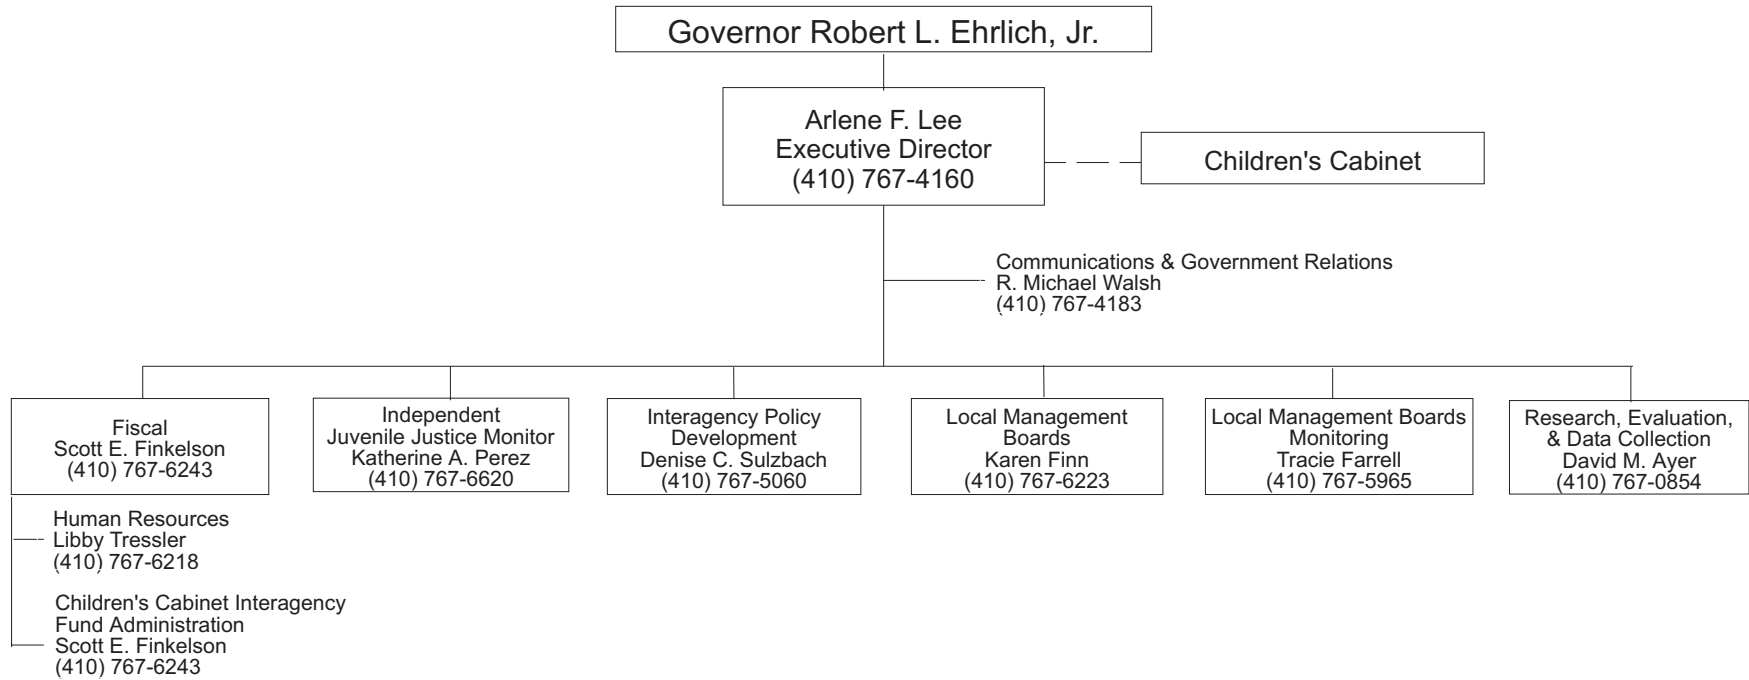 Governor Robert L. Ehrlich, Jr.
Arlene F. Lee
Executive Director
(410) 767-4160
Children's Cabinet
Communications & Government Relations
R. Michael Walsh
(410) 767-4183
Fiscal
Scott E. Finkelson
(410) 767-6243
Independent
Juvenile Justice Monitor
Katherine A. Perez
(410) 767-6620
Interagency Policy
Development
Denise C. Sulzbach
(410) 767-5060
Local Management
Boards
Karen Finn
(410) 767-6223
Local Management Boards
Monitoring
Tracie Farrell
(410) 767-5965
Research, Evaluation,
& Data Collection
David M. Ayer
(410) 767-0854
Human Resources
Libby Tressler
(410) 767-6218
Children's Cabinet Interagency
Fund Administration
Scott E. Finkelson
(410) 767-6243